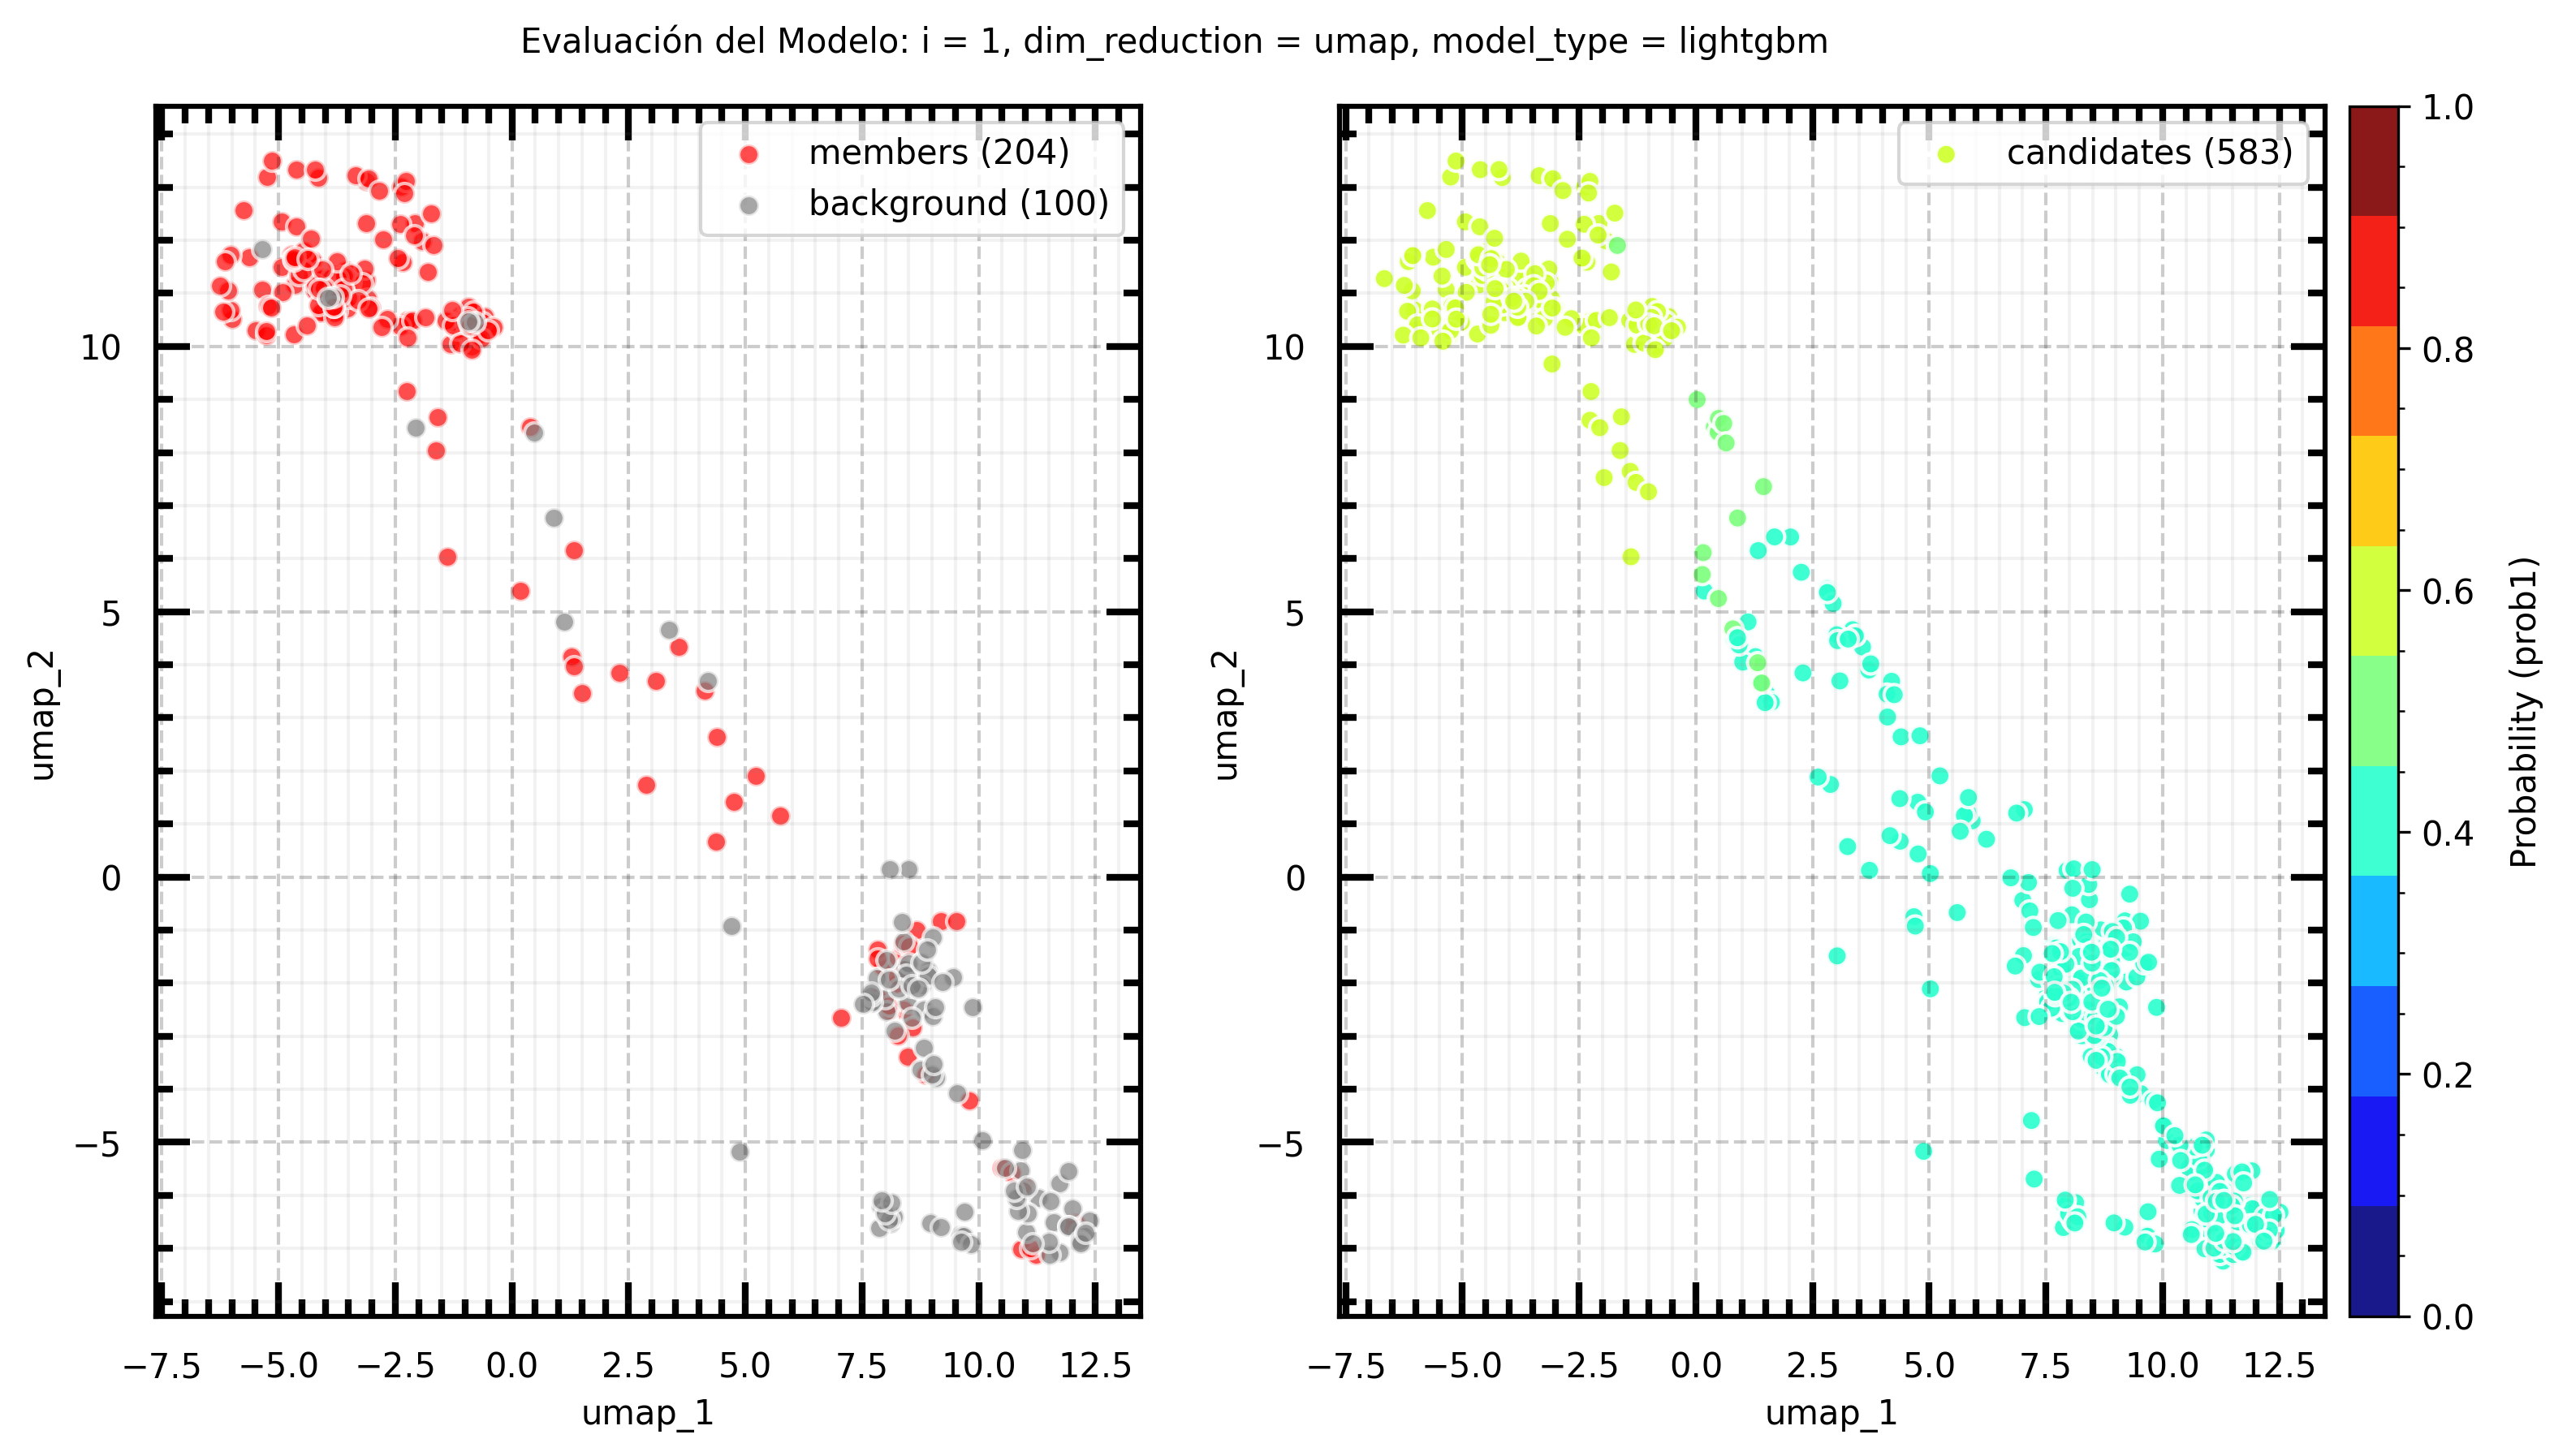 Evaluación del Modelo: i = 1, dim_reduction = umap, model_type = lightgbm
members (204)
background (100)
10
5
0
−5
umap_2
−7.5 −5.0 −2.5 0.0 2.5 5.0 7.5 10.0 12.5
umap_1
candidates (583)
10
5
0
−5
umap_2
−7.5 −5.0 −2.5 0.0 2.5 5.0 7.5 10.0 12.5
umap_1
1.0
0.8
0.6
0.4
0.2
0.0
Probability (prob1)